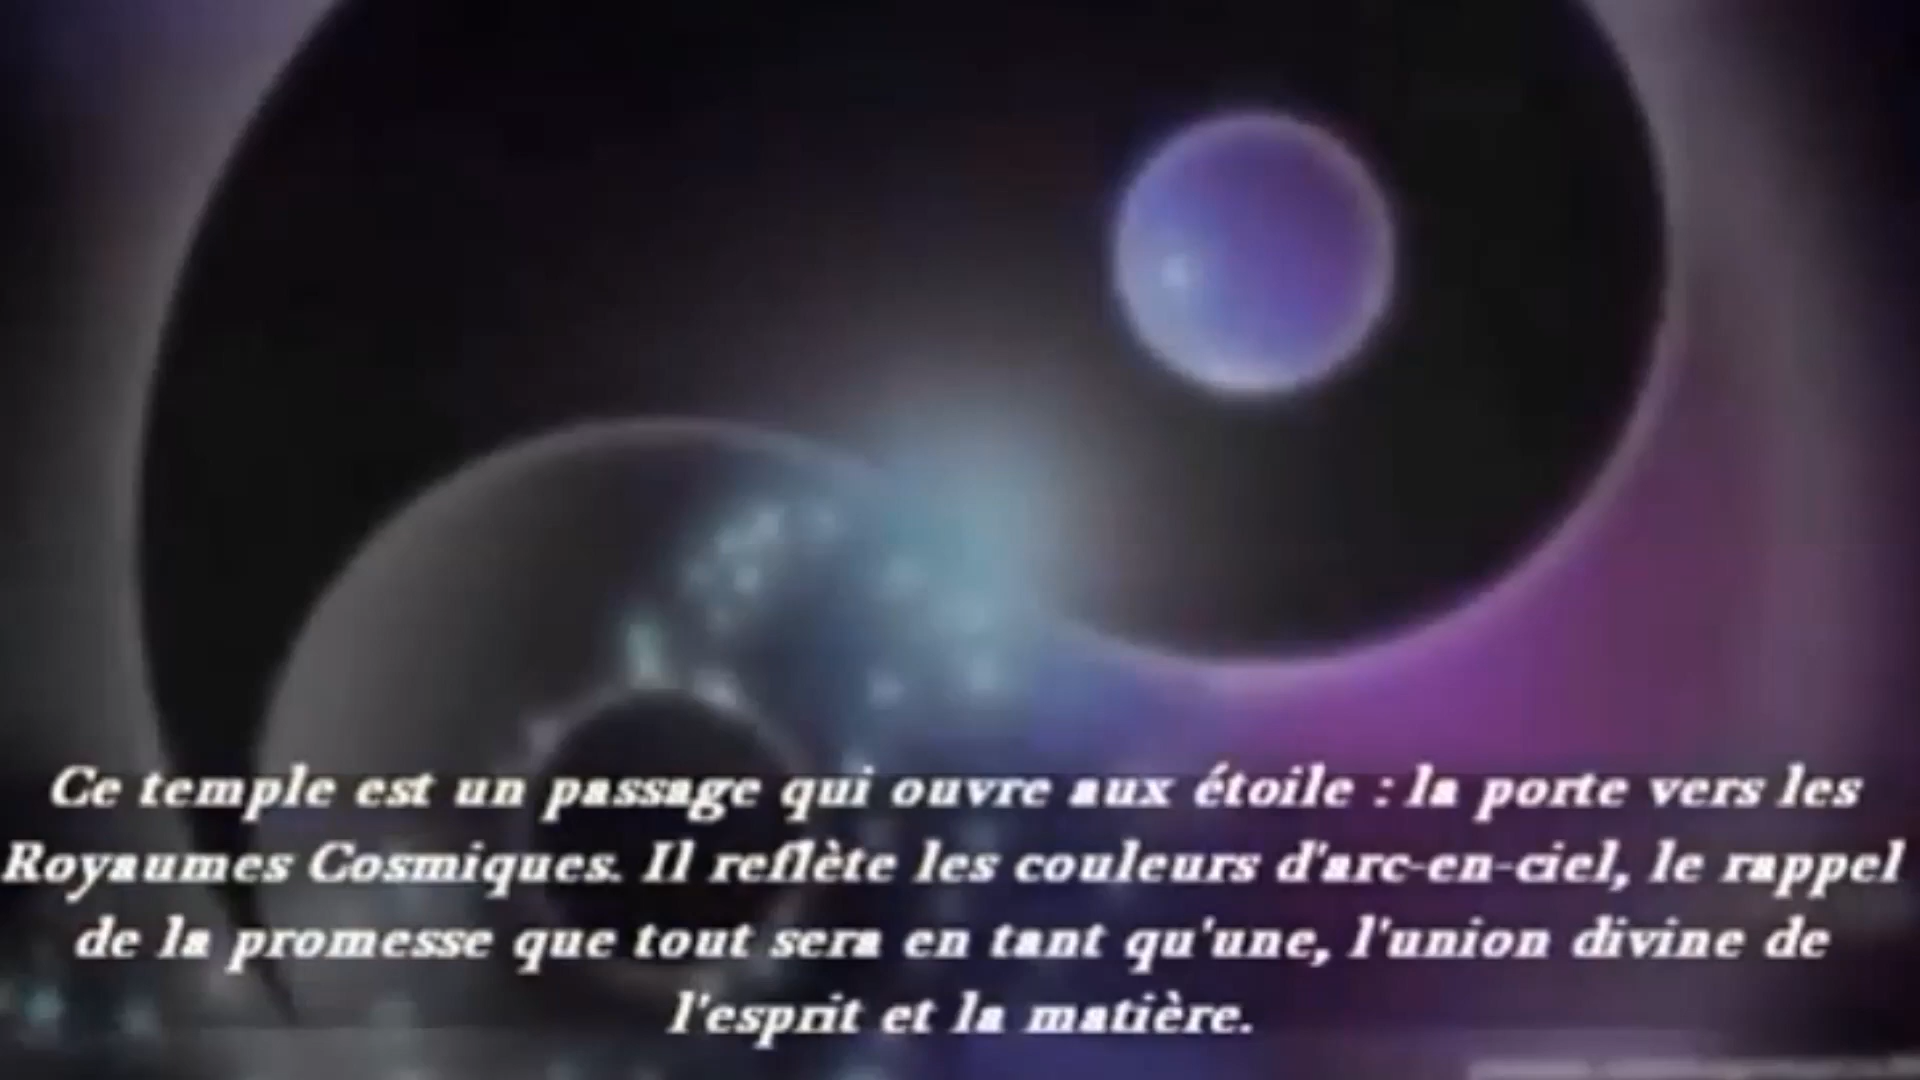 Ce temple est un passage qui ouvre aux étoile : la porte vers les
Royaumes Cosmiques. Il reflète les couleurs d'arc-en-ciel, le rappel
de la promesse que tout sera en tant qu'une, l'union divine de
l'esprit et la matière.